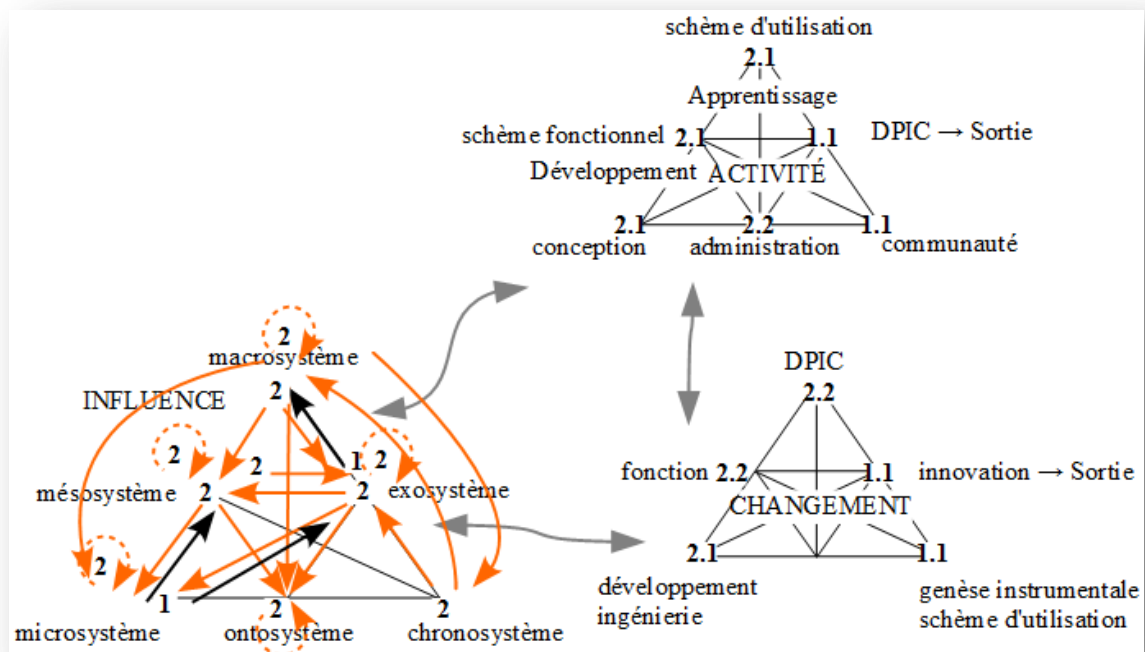 schème d'utilisation
2.1
Apprentissage
schème fonctionnel 2.1 1.1 DPIC → Sortie
Développement ACTIVITÉ
2.1 2.2 1.1
conception administration communauté
2
macrosystème
2
INFLUENCE
2 2 1 2
mésosystème 2 2 exosystème
2
1 2 2
microsystème ontosystème chronosystème
DPIC
2.2
fonction 2.2 1.1 innovation → Sortie
CHANGEMENT
2.1 1.1
développement
ingénierie
genèse instrumentale
schème d'utilisation